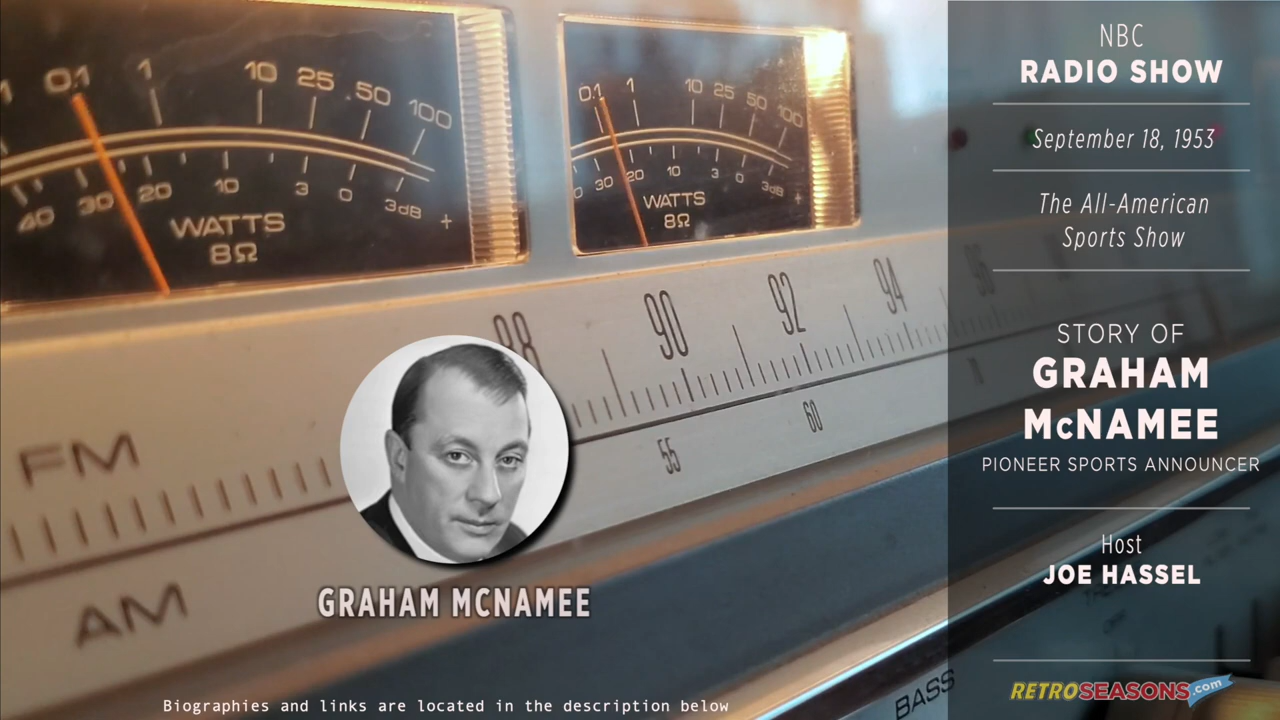 0.1 1 10 25 50 100
40 30 20 10 3 0 3dB +
WATTS
8Ω
0.1 1 10 25 50 100
30 20 10 3 0 3dB +
WATTS
8Ω
88 90 92 94 96
55 60
FM
AM
BASS
GRAHAM MCNAMEE
Biographies and links are located in the description below
NBC
RADIO SHOW
September 18, 1953
The All-American
Sports Show
STORY OF
GRAHAM
McNAMEE
PIONEER SPORTS ANNOUNCER
Host
JOE HASSEL
RETROSEASONS.com